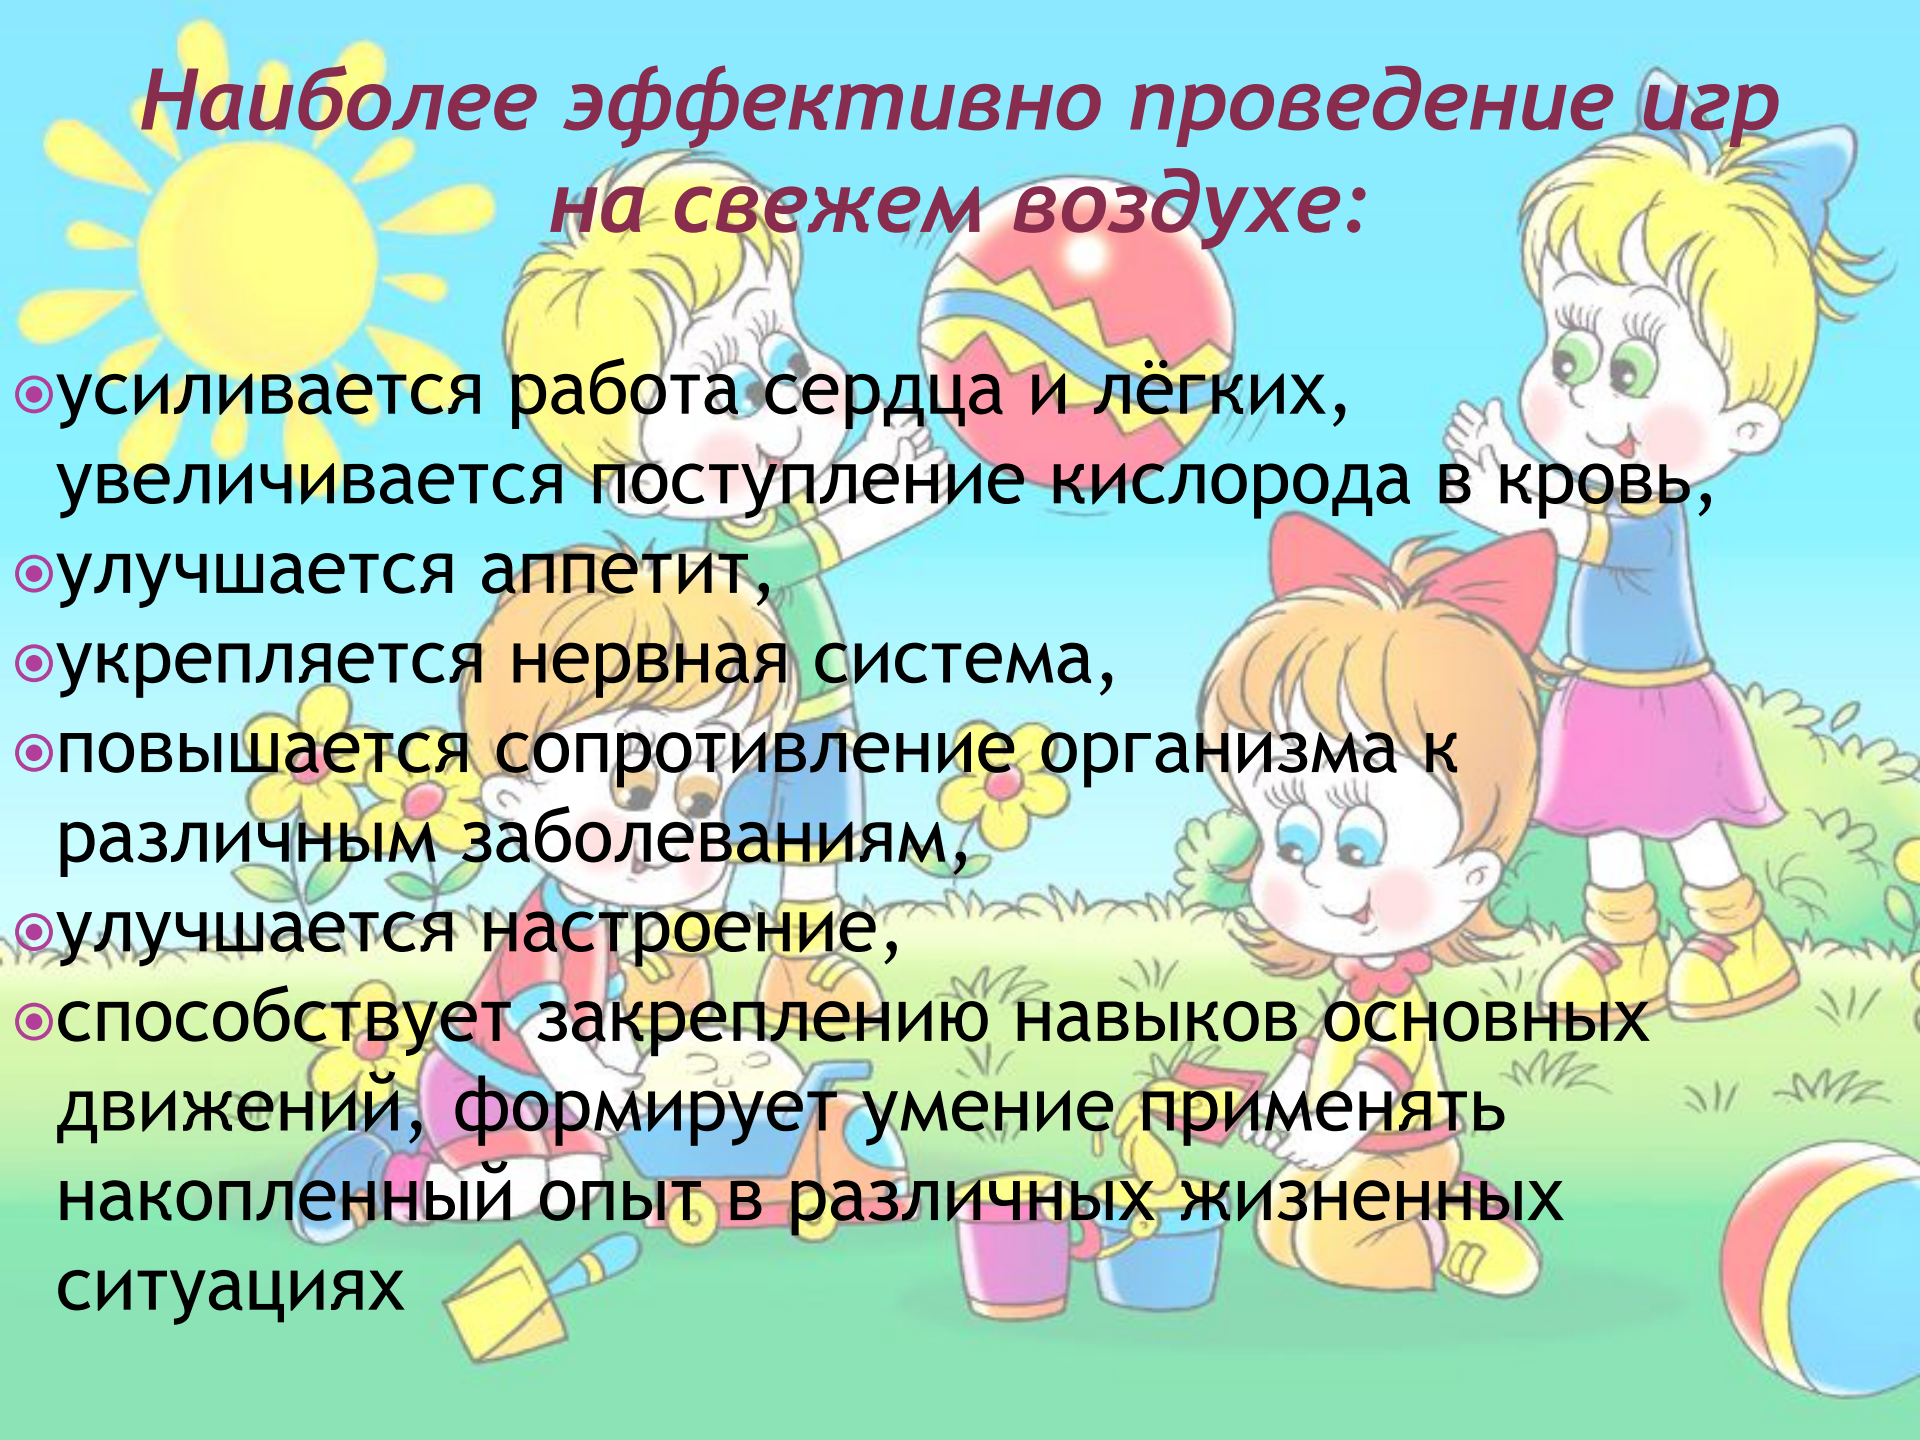 Наиболее эффективно проведение игр
на свежем воздухе:
усиливается работа сердца и лёгких,
увеличивается поступление кислорода в кровь,
улучшается аппетит,
укрепляется нервная система,
повышается сопротивление организма к
различным заболеваниям,
улучшается настроение,
способствует закреплению навыков основных
движений, формирует умение применять
накопленный опыт в различных жизненных
ситуациях